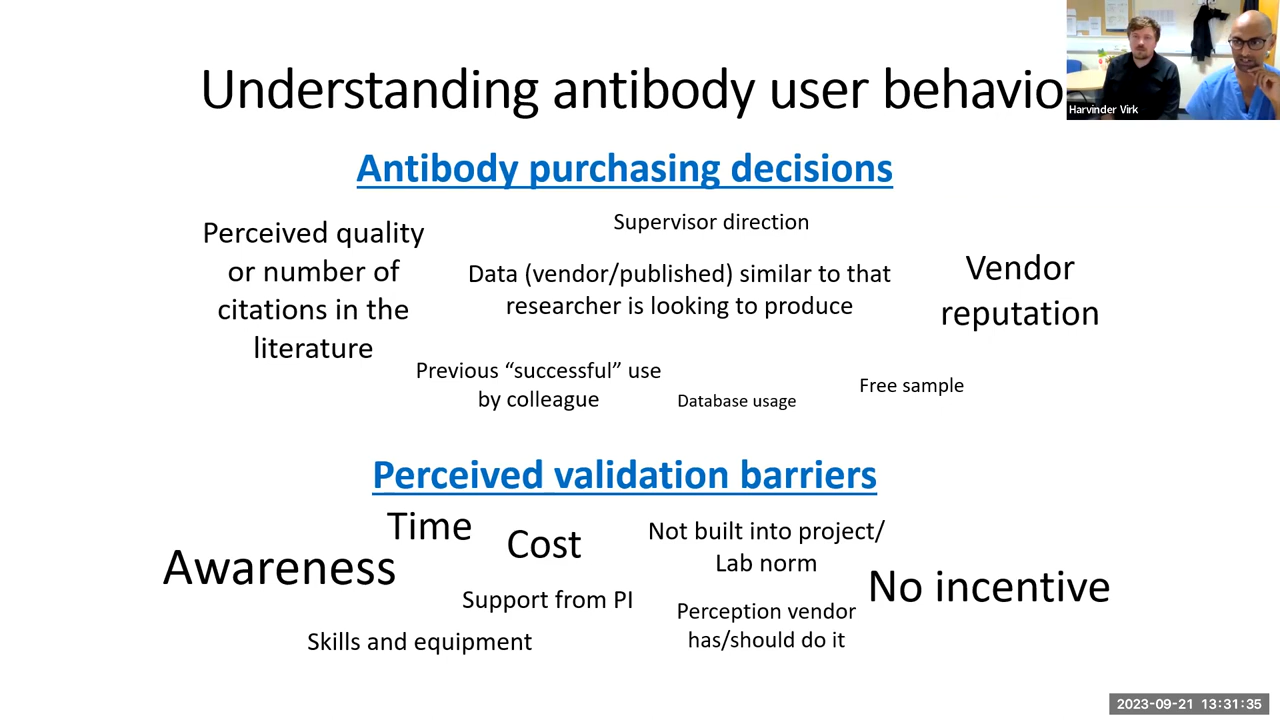 Understanding antibody user behavio
Harvinder Virk
Antibody purchasing decisions
Perceived quality
or number of
citations in the
literature
Supervisor direction
Data (vendor/published) similar to that
researcher is looking to produce
Vendor
reputation
Previous “successful” use
by colleague
Database usage
Free sample
Perceived validation barriers
Time
Cost
Awareness
Not built into project/
Lab norm
No incentive
Support from PI
Perception vendor
has/should do it
Skills and equipment
2023-09-21 13:31:35